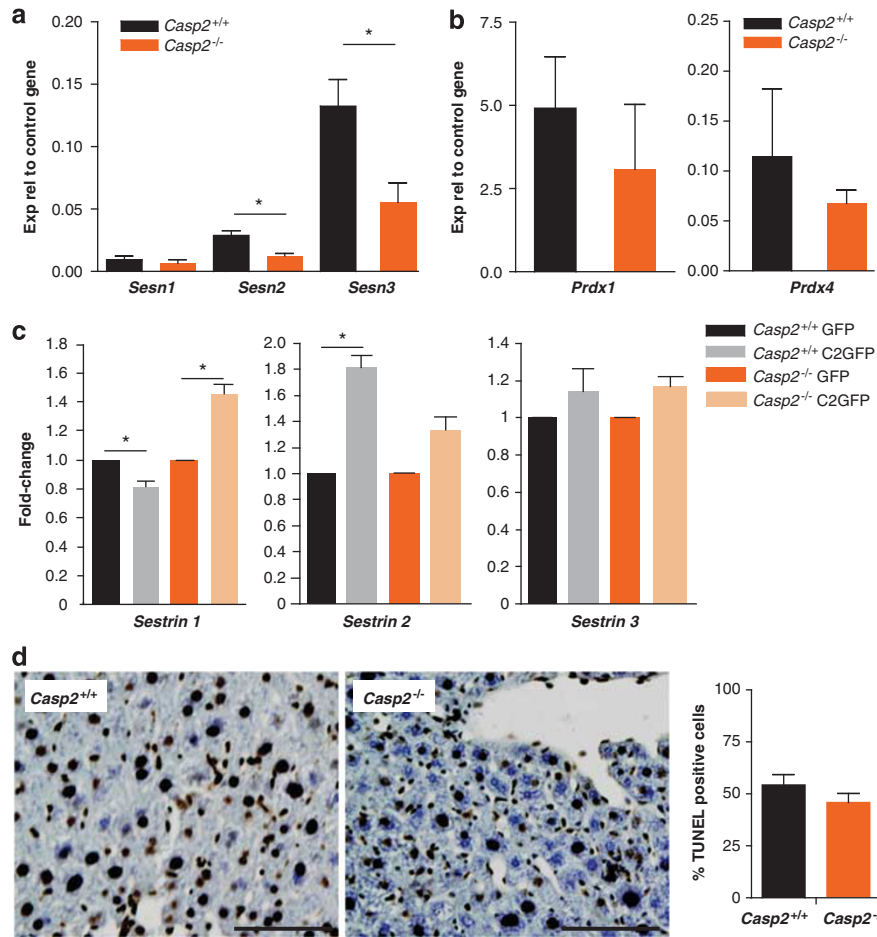 a
Casp2+/+
Casp2-/-
Exp rel to control gene
0.20
0.15
0.10
0.05
0.00
*
*
Sesn1 Sesn2 Sesn3
b
Casp2+/+
Casp2-/-
Exp rel to control gene
7.5
5.0
2.5
0.0
Prdx1
0.25
0.20
0.15
0.10
0.05
0.00
Prdx4
c
Fold-change
1.8
1.6
1.4
1.2
1.0
0.8
0.6
0.4
0.2
0
*
*
Sestrin 1
2.0
1.8
1.6
1.4
1.2
1.0
0.8
0.6
0.4
0.2
0
*
Sestrin 2
1.4
1.2
1
0.8
0.6
0.4
0.2
0
Sestrin 3
Casp2+/+ GFP
Casp2+/+ C2GFP
Casp2-/- GFP
Casp2-/- C2GFP
d
Casp2+/+
Casp2-/-
% TUNEL positive cells
100
75
50
25
0
Casp2+/+ Casp2-/